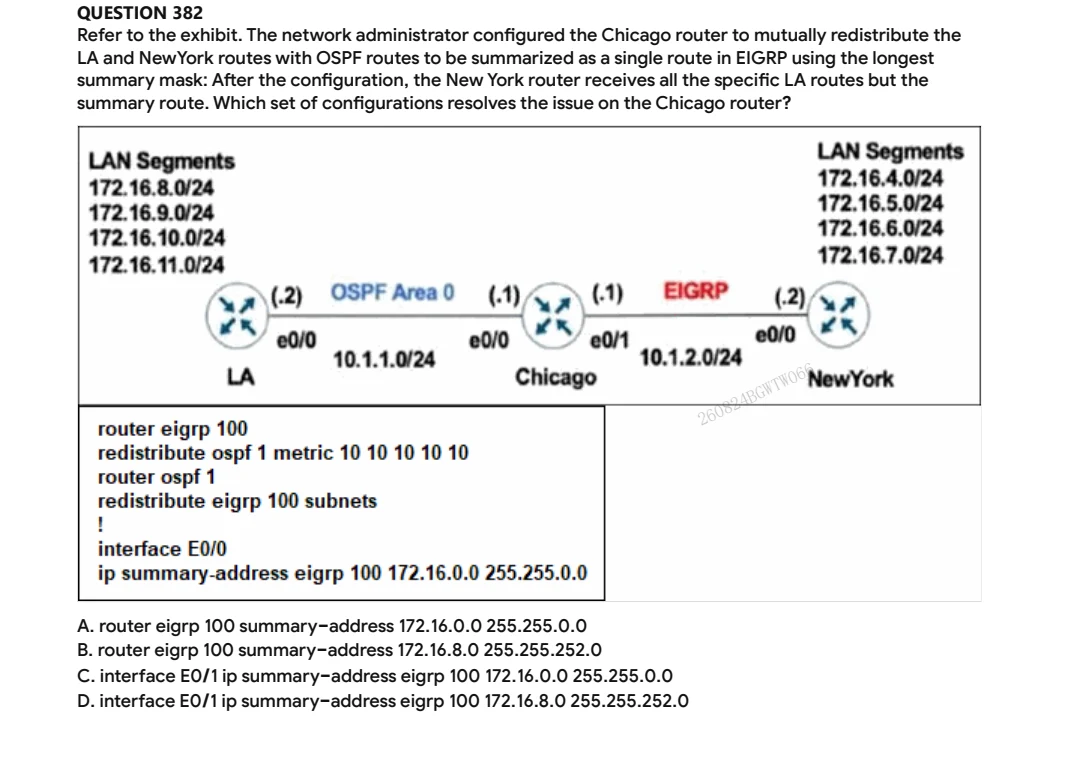 QUESTION 382
Refer to the exhibit. The network administrator configured the Chicago router to mutually redistribute the
LA and NewYork routes with OSPF routes to be summarized as a single route in EIGRP using the longest
summary mask: After the configuration, the New York router receives all the specific LA routes but the
summary route. Which set of configurations resolves the issue on the Chicago router?
LAN Segments
172.16.8.0/24
172.16.9.0/24
172.16.10.0/24
172.16.11.0/24
LAN Segments
172.16.4.0/24
172.16.5.0/24
172.16.6.0/24
172.16.7.0/24
(.2) OSPF Area 0 (.1) (.1) EIGRP (.2)
e0/0 e0/0 e0/1 e0/0
10.1.1.0/24 10.1.2.0/24
LA Chicago NewYork
260824BGWTW066
router eigrp 100
redistribute ospf 1 metric 10 10 10 10 10
router ospf 1
redistribute eigrp 100 subnets
!
interface E0/0
ip summary-address eigrp 100 172.16.0.0 255.255.0.0
A. router eigrp 100 summary-address 172.16.0.0 255.255.0.0
B. router eigrp 100 summary-address 172.16.8.0 255.255.252.0
C. interface E0/1 ip summary-address eigrp 100 172.16.0.0 255.255.0.0
D. interface E0/1 ip summary-address eigrp 100 172.16.8.0 255.255.252.0